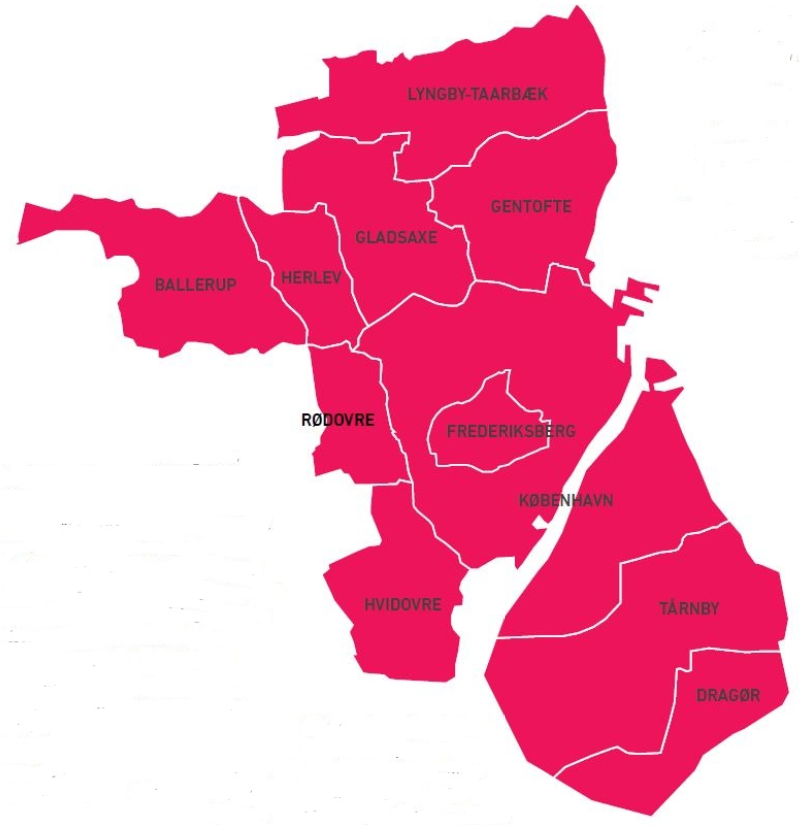 LYNGBY-TAARBÆK
GENTOFTE
GLADSAXE
HERLEV
BALLERUP
RØDOVRE
FREDERIKSBERG
KØBENHAVN
HVIDOVRE
TÅRNBY
DRAGØR